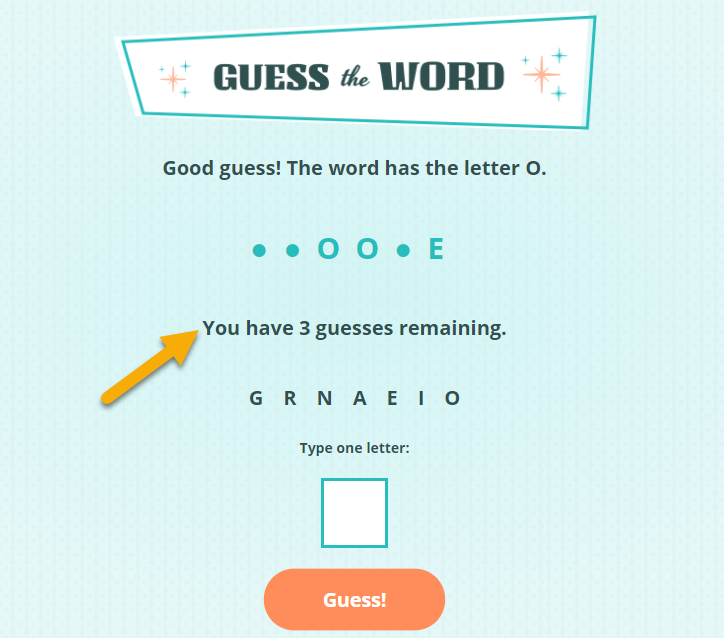 GUESS the WORD
Good guess! The word has the letter O.
● ● O O ● E
You have 3 guesses remaining.
G R N A E I O
Type one letter:
Guess!